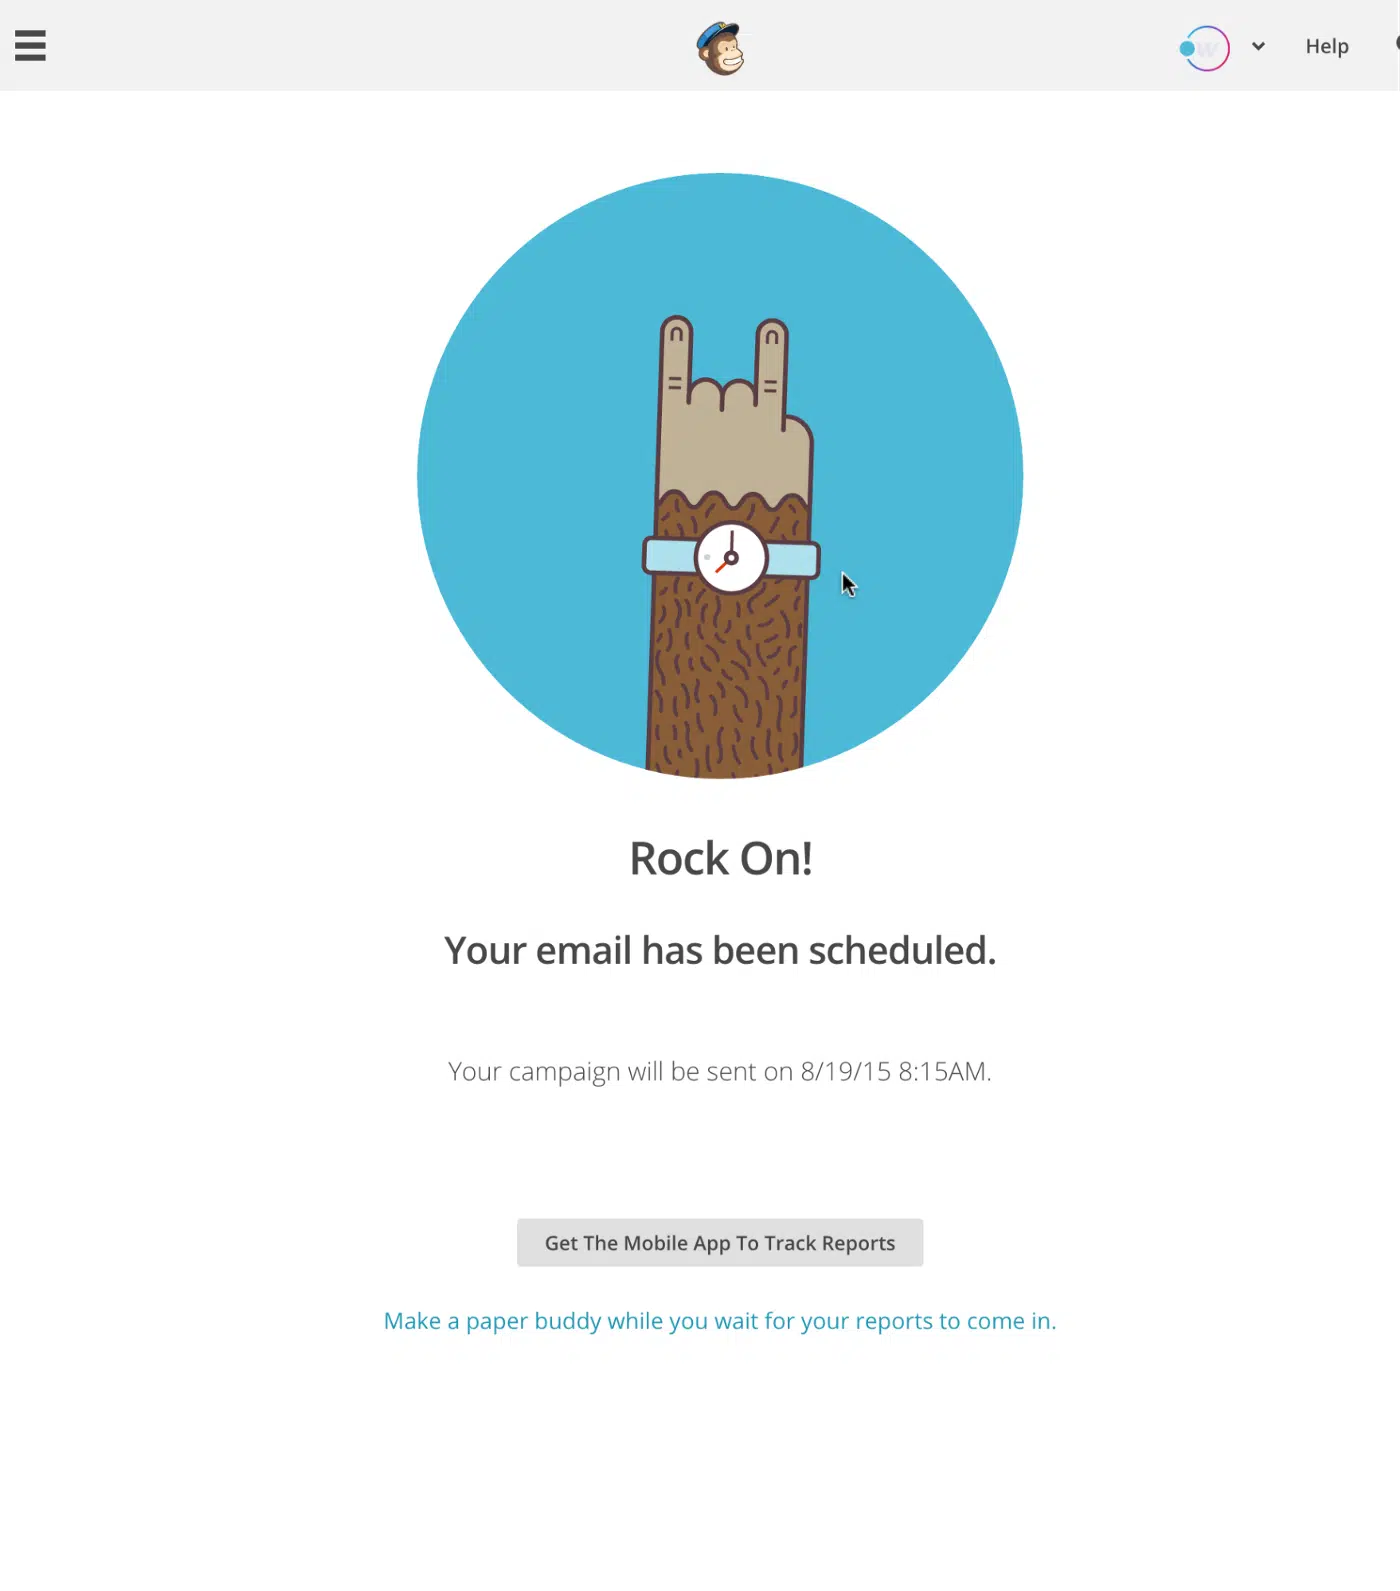 Help
Rock On!
Your email has been scheduled.
Your campaign will be sent on 8/19/15 8:15AM.
Get The Mobile App To Track Reports
Make a paper buddy while you wait for your reports to come in.